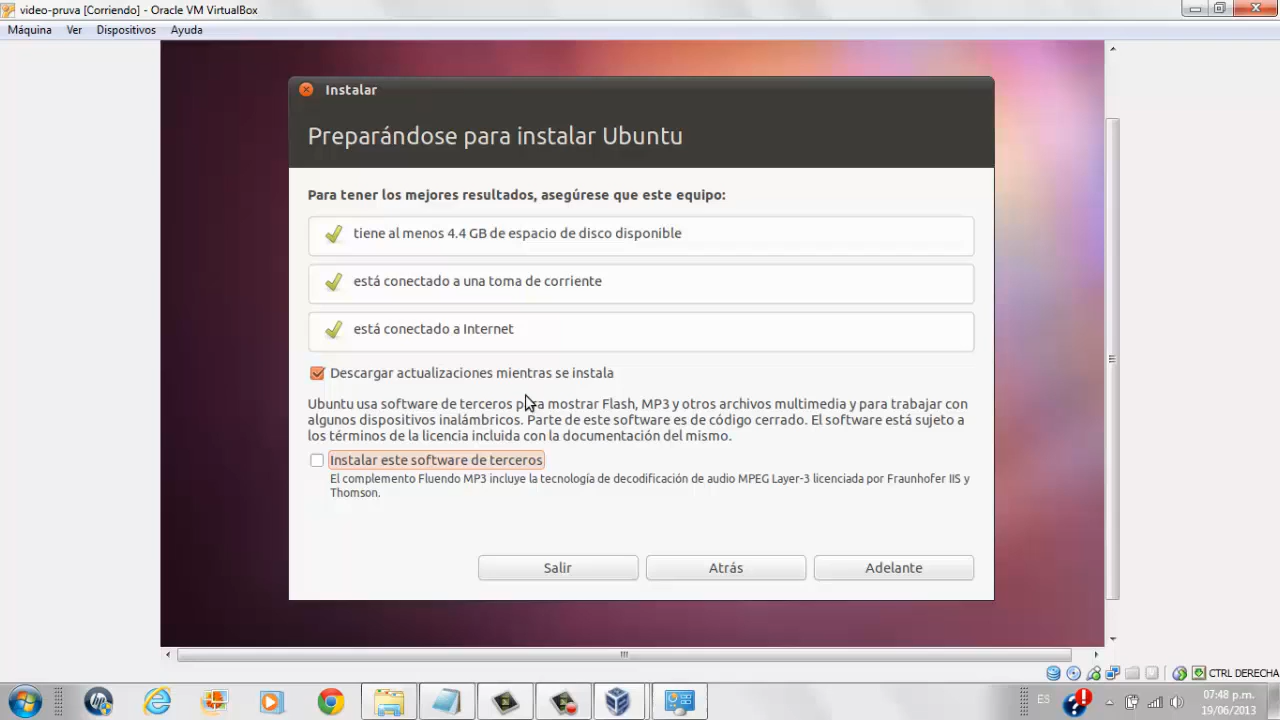 video-pruva [Corriendo] - Oracle VM VirtualBox
Máquina Ver Dispositivos Ayuda
Instalar
Preparándose para instalar Ubuntu
Para tener los mejores resultados, asegúrese que este equipo:
tiene al menos 4.4 GB de espacio de disco disponible
está conectado a una toma de corriente
está conectado a Internet
Descargar actualizaciones mientras se instala
Ubuntu usa software de terceros para mostrar Flash, MP3 y otros archivos multimedia y para trabajar con
algunos dispositivos inalámbricos. Parte de este software es de código cerrado. El software está sujeto a
los términos de la licencia incluida con la documentación del mismo.
Instalar este software de terceros
El complemento Fluendo MP3 incluye la tecnología de decodificación de audio MPEG Layer-3 licenciada por Fraunhofer IIS y
Thomson.
Salir Atrás Adelante
CTRL DERECHA
ES
07:48 p.m.
19/06/2013